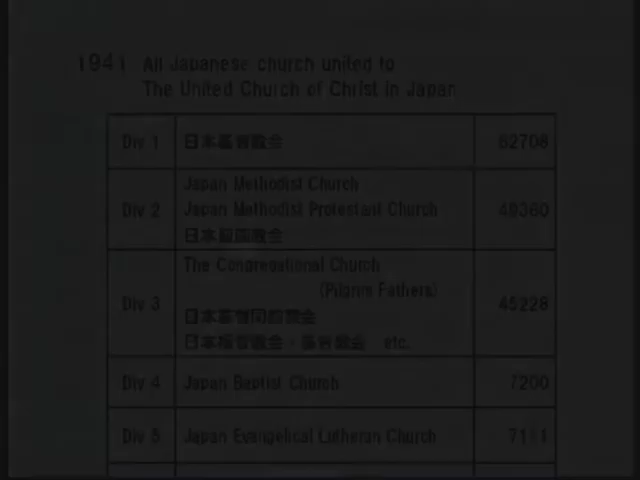 1941 All Japanese church united to
The United Church of Christ in Japan
Div 1 日本基督教会 62708
Div 2 Japan Methodist Church
Japan Methodist Protestant Church 49360
Div 3 The Congregational Church
(Pilgrim Fathers) 45228
etc.
Div 4 Japan Baptist Church 7200
Div 5 Japan Evangelical Lutheran Church